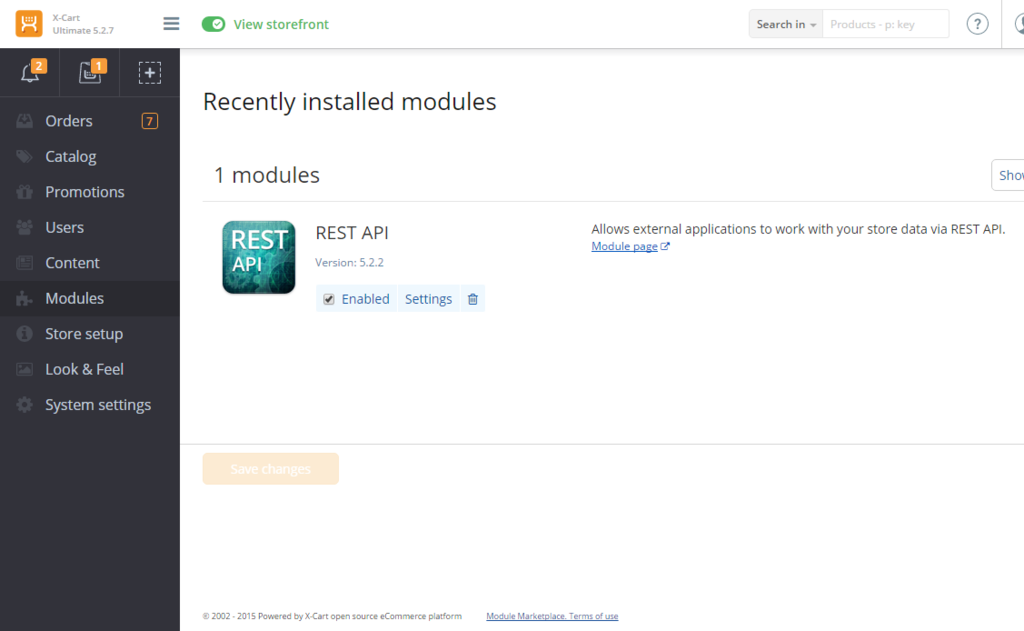 X-Cart
Ultimate 5.2.7
View storefront
Search in
Products - p: key
?
2
1
Orders
7
Catalog
Promotions
Users
Content
Modules
Store setup
Look & Feel
System settings
Recently installed modules
1 modules
REST API
REST API
Version: 5.2.2
Enabled
Settings
Allows external applications to work with your store data via REST API.
Module page
Save changes
© 2002 - 2015 Powered by X-Cart open source eCommerce platform
Module Marketplace. Terms of use